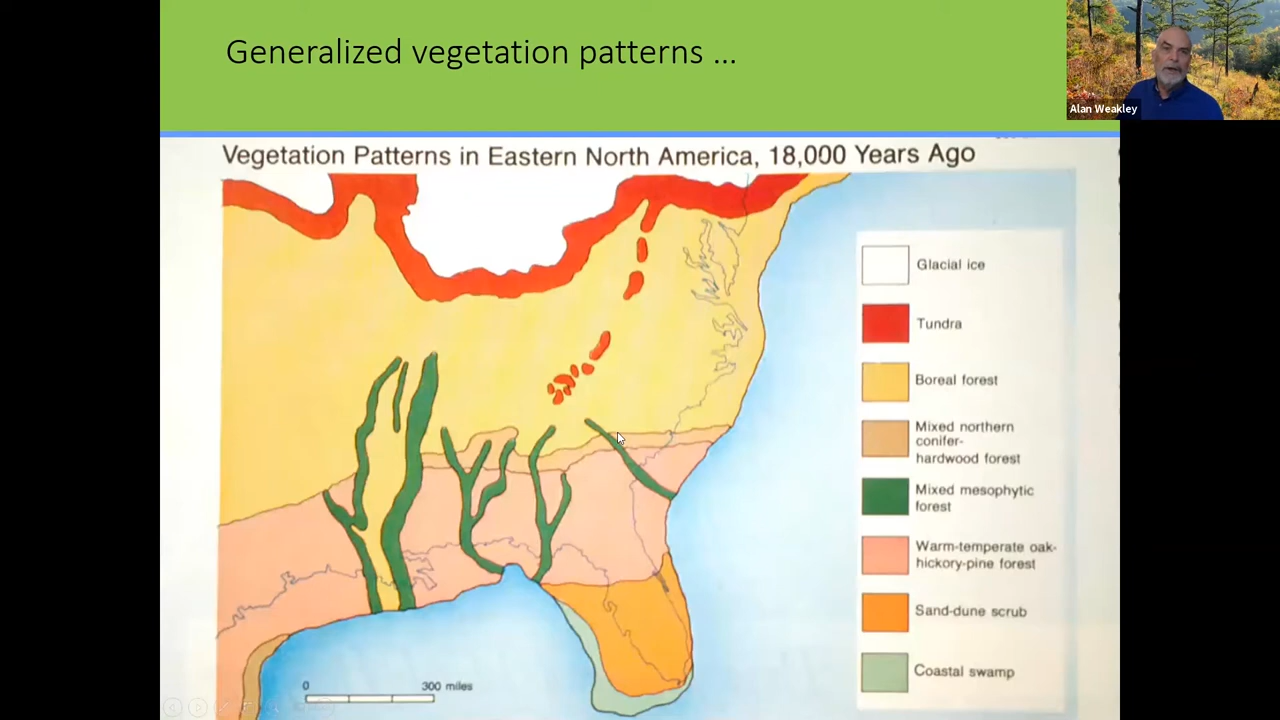 Generalized vegetation patterns ...
Alan Weakley
Vegetation Patterns in Eastern North America, 18,000 Years Ago
Glacial ice
Tundra
Boreal forest
Mixed northern
conifer-
hardwood forest
Mixed mesophytic
forest
Warm-temperate oak-
hickory-pine forest
Sand-dune scrub
Coastal swamp
0
300 miles